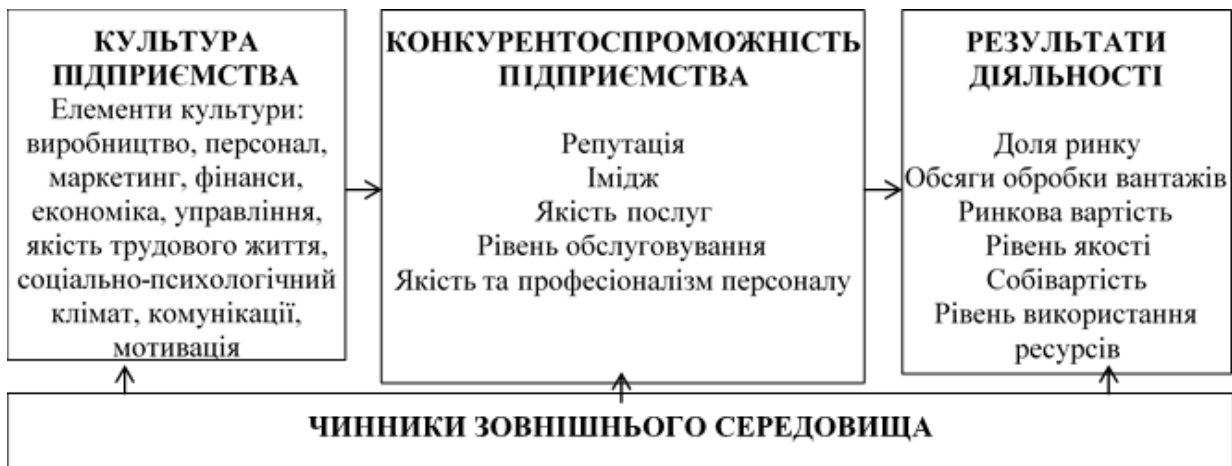 КУЛЬТУРА
ПІДПРИЄМСТВА
Елементи культури:
виробництво, персонал,
маркетинг, фінанси,
економіка, управління,
якість трудового життя,
соціально-психологічний
клімат, комунікації,
мотивація
КОНКУРЕНТОСПРОМОЖНІСТЬ
ПІДПРИЄМСТВА
Репутація
Імідж
Якість послуг
Рівень обслуговування
Якість та професіоналізм персоналу
РЕЗУЛЬТАТИ
ДІЯЛЬНОСТІ
Доля ринку
Обсяги обробки вантажів
Ринкова вартість
Рівень якості
Собівартість
Рівень використання
ресурсів
ЧИННИКИ ЗОВНІШНЬОГО СЕРЕДОВИЩА